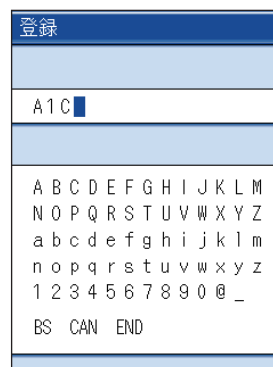 登録
A1C
A B C D E F G H I J K L M
N O P Q R S T U V W X Y Z
a b c d e f g h i j k l m
n o p q r s t u v w x y z
1 2 3 4 5 6 7 8 9 0 @ _
BS CAN END